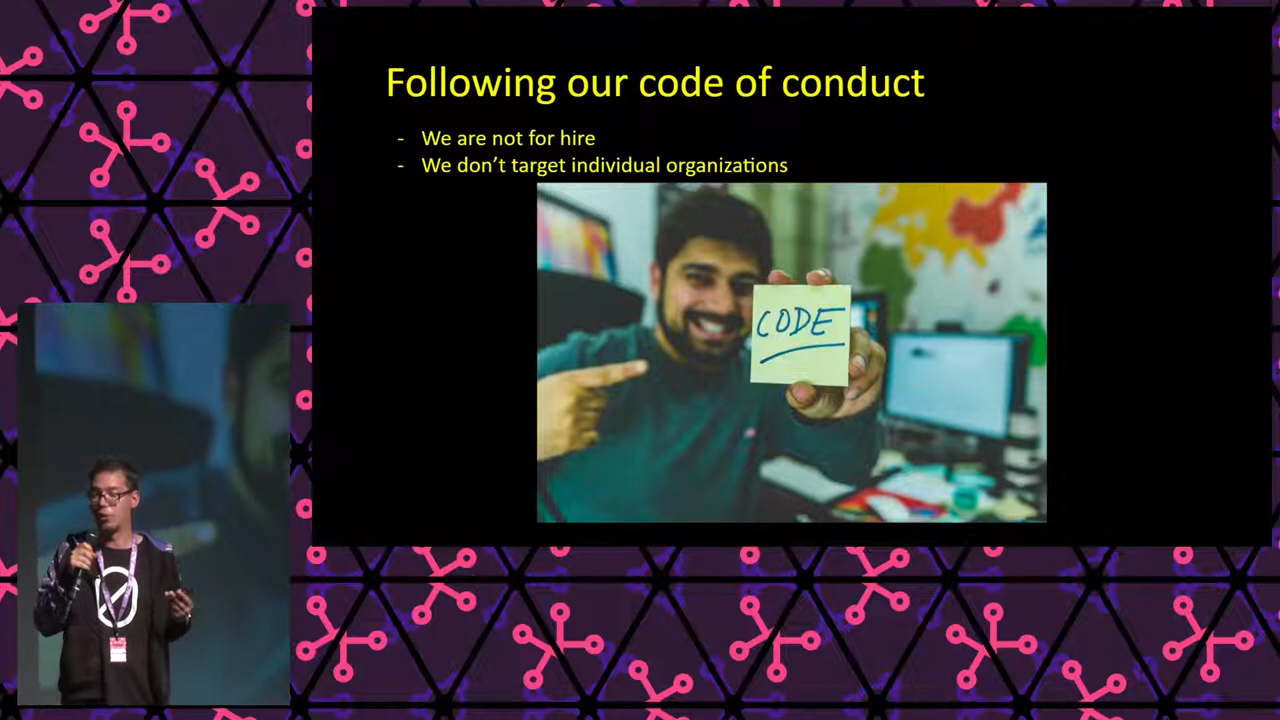 Following our code of conduct
- We are not for hire
- We don't target individual organizations
CODE